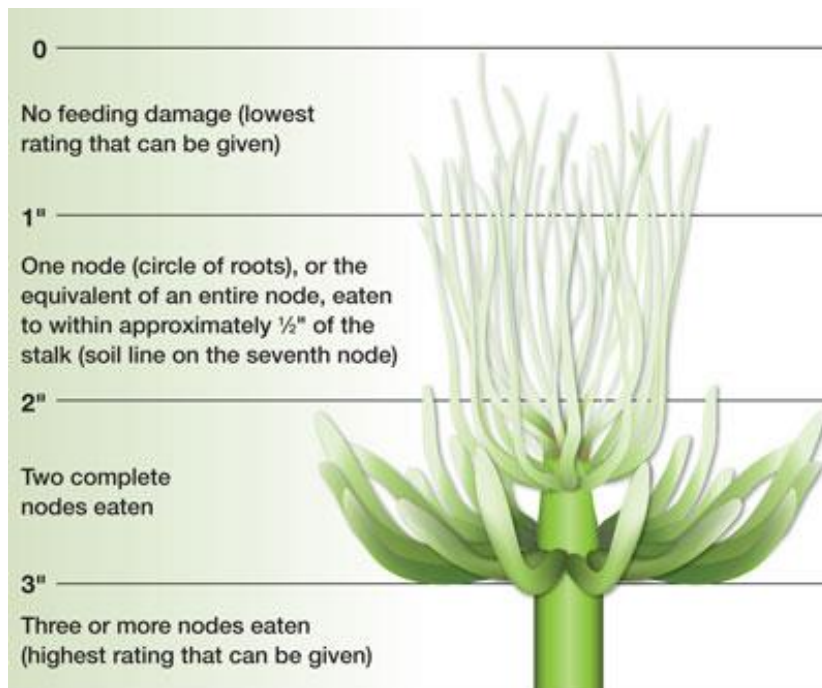 0
No feeding damage (lowest
rating that can be given)
1"
One node (circle of roots), or the
equivalent of an entire node, eaten
to within approximately ½" of the
stalk (soil line on the seventh node)
2"
Two complete
nodes eaten
3"
Three or more nodes eaten
(highest rating that can be given)